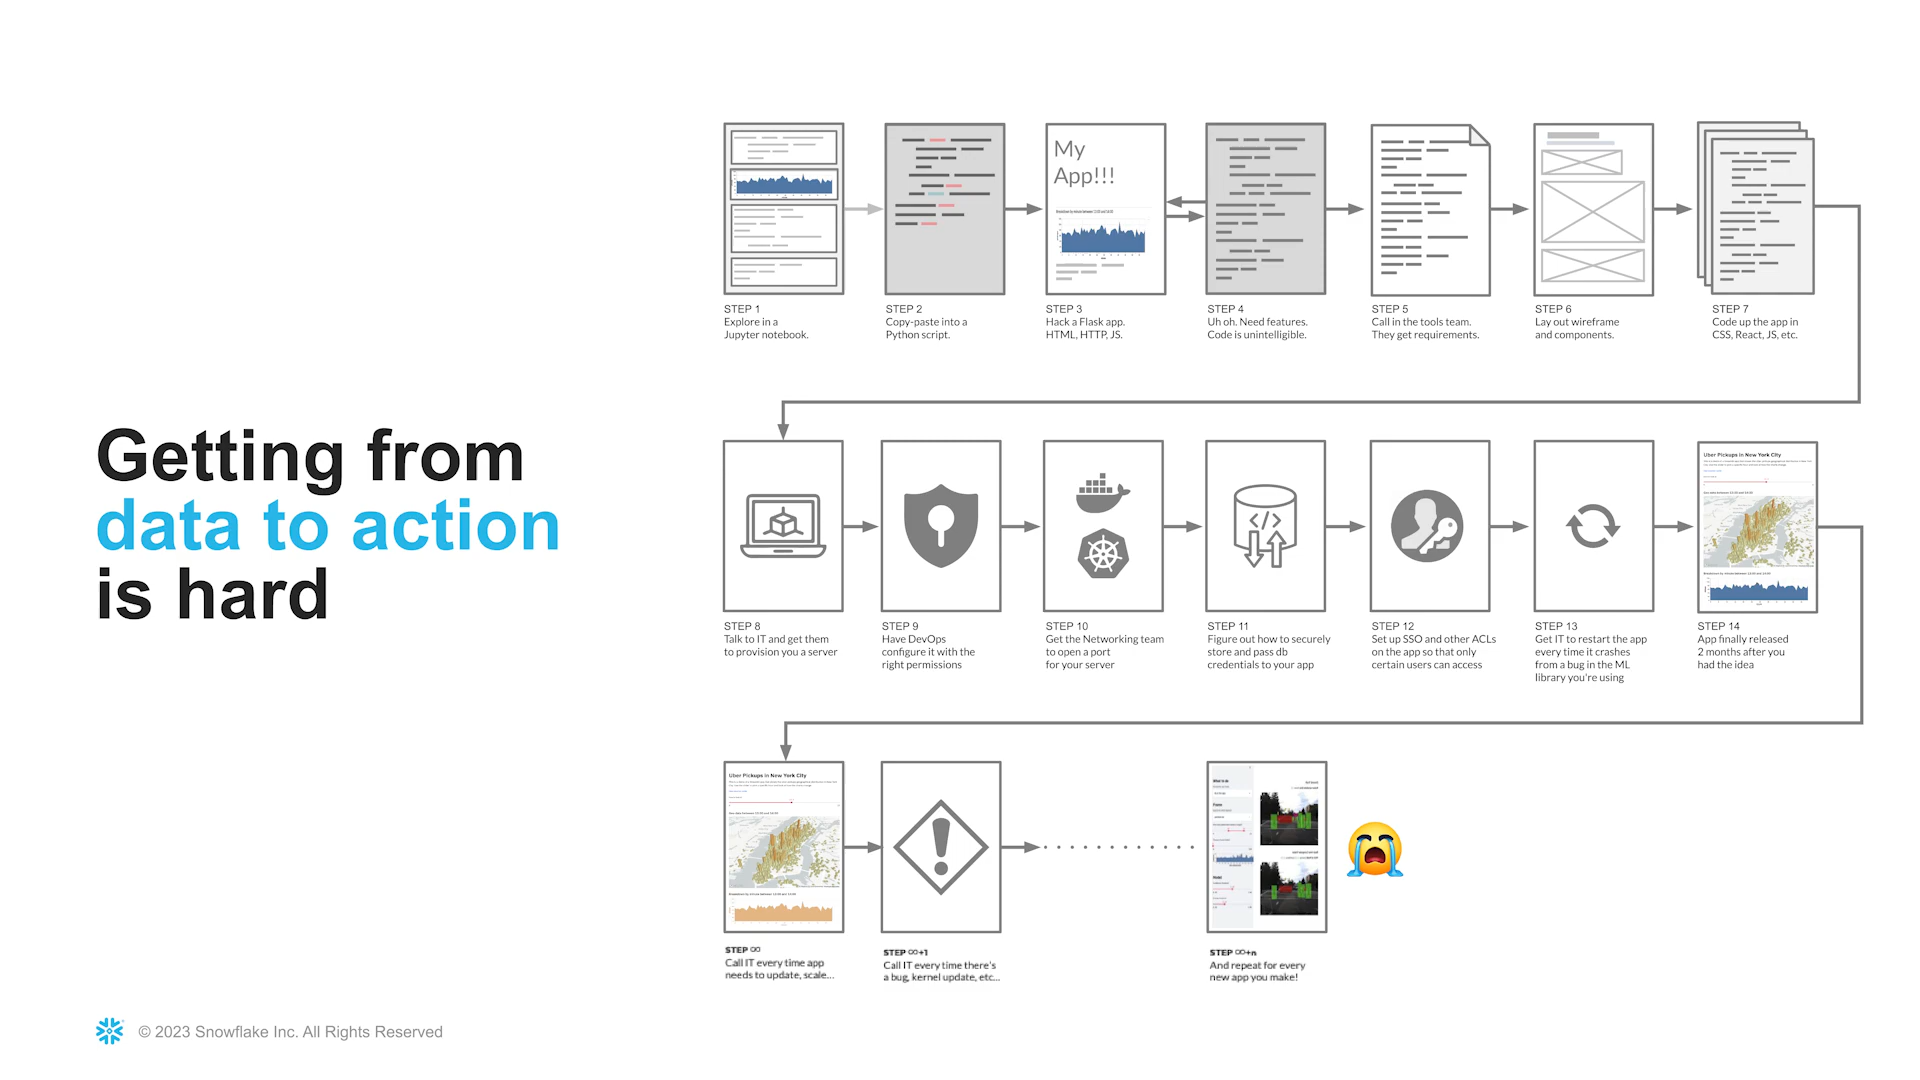 Getting from
data to action
is hard
My
App!!!
STEP 1
Explore in a
Jupyter notebook.
STEP 2
Copy-paste into a
Python script.
STEP 3
Hack a Flask app.
HTML, HTTP, JS.
STEP 4
Uh oh. Need features.
Code is unintelligible.
STEP 5
Call in the tools team.
They get requirements.
STEP 6
Lay out wireframe
and components.
STEP 7
Code up the app in
CSS, React, JS, etc.
</>
Uber Pickups in New York City
STEP 8
Talk to IT and get them
to provision you a server
STEP 9
Have DevOps
configure it with the
right permissions
STEP 10
Get the Networking team
to open a port
for your server
STEP 11
Figure out how to securely
store and pass db
credentials to your app
STEP 12
Set up SSO and other ACLs
on the app so that only
certain users can access
STEP 13
Get IT to restart the app
every time it crashes
from a bug in the ML
library you're using
STEP 14
App finally released
2 months after you
had the idea
Uber Pickups in New York City
STEP ∞
Call IT every time app
needs to update, scale...
STEP ∞+1
Call IT every time there's
a bug, kernel update, etc...
STEP ∞+n
And repeat for every
new app you make!
© 2023 Snowflake Inc. All Rights Reserved